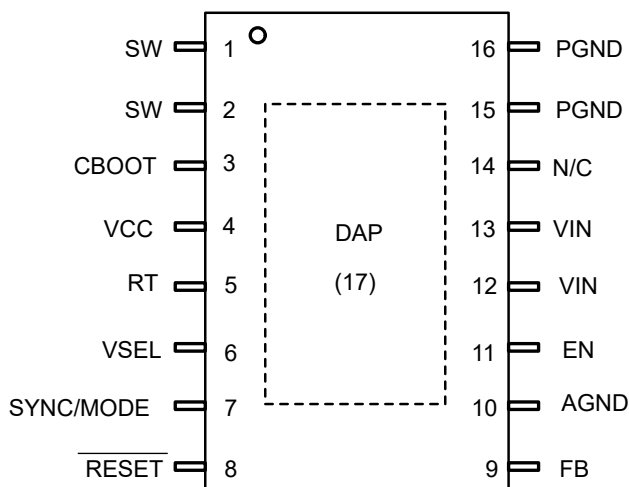 SW 1 16 PGND
SW 2 15 PGND
CBOOT 3 14 N/C
VCC 4 13 VIN
DAP
RT 5 12 VIN
(17)
VSEL 6 11 EN
SYNC/MODE 7 10 AGND
RESET 8 9 FB